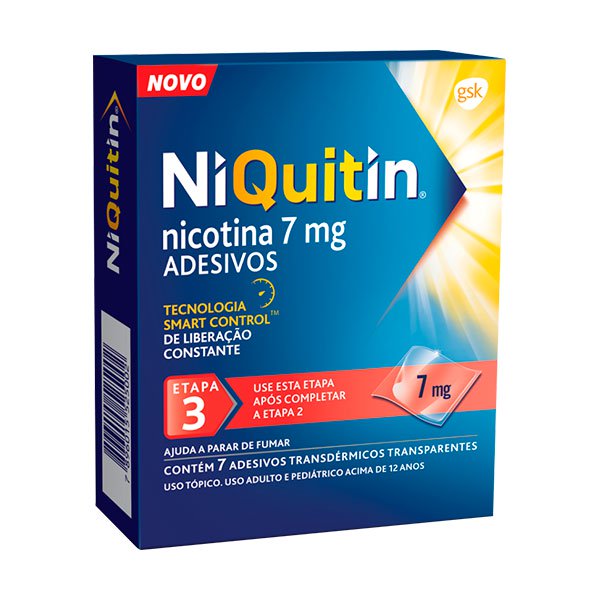 NOVO
gsk
NiQuitin®
nicotina 7 mg
ADESIVOS
TECNOLOGIA
SMART CONTROL™
DE LIBERAÇÃO
CONSTANTE
ETAPA
3
USE ESTA ETAPA
APÓS COMPLETAR
A ETAPA 2
7 mg
AJUDA A PARAR DE FUMAR
CONTÉM 7 ADESIVOS TRANSDÉRMICOS TRANSPARENTES
USO TÓPICO. USO ADULTO E PEDIÁTRICO ACIMA DE 12 ANOS
NiQuitin®